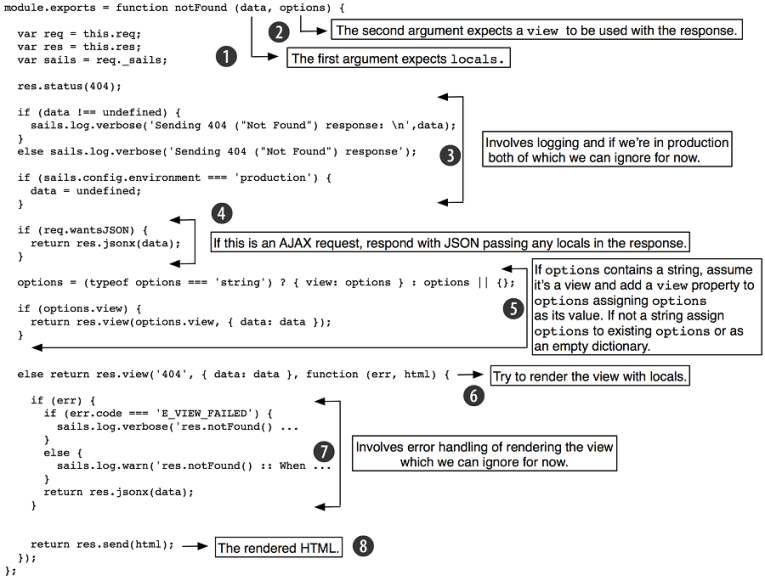 module.exports = function notFound (data, options) {
2 The second argument expects a view to be used with the response.
var req = this.req;
var res = this.res;
var sails = req._sails;
1 The first argument expects locals.
res.status(404);
if (data !== undefined) {
sails.log.verbose('Sending 404 ("Not Found") response: \n',data);
}
else sails.log.verbose('Sending 404 ("Not Found") response');
3 Involves logging and if we're in production
both of which we can ignore for now.
if (sails.config.environment === 'production') {
data = undefined;
}
if (req.wantsJSON) {
return res.jsonx(data);
}
4 If this is an AJAX request, respond with JSON passing any locals in the response.
options = (typeof options === 'string') ? { view: options } : options || {};
if (options.view) {
return res.view(options.view, { data: data });
}
5 If options contains a string, assume
it's a view and add a view property to
options assigning options
as its value. If not a string assign
options to existing options or as
an empty dictionary.
else return res.view('404', { data: data }, function (err, html) {
6 Try to render the view with locals.
if (err) {
if (err.code === 'E_VIEW_FAILED') {
sails.log.verbose('res.notFound() ...
}
else {
sails.log.warn('res.notFound() :: When ...
}
return res.jsonx(data);
}
7 Involves error handling of rendering the view
which we can ignore for now.
return res.send(html);
The rendered HTML. 8
});
};